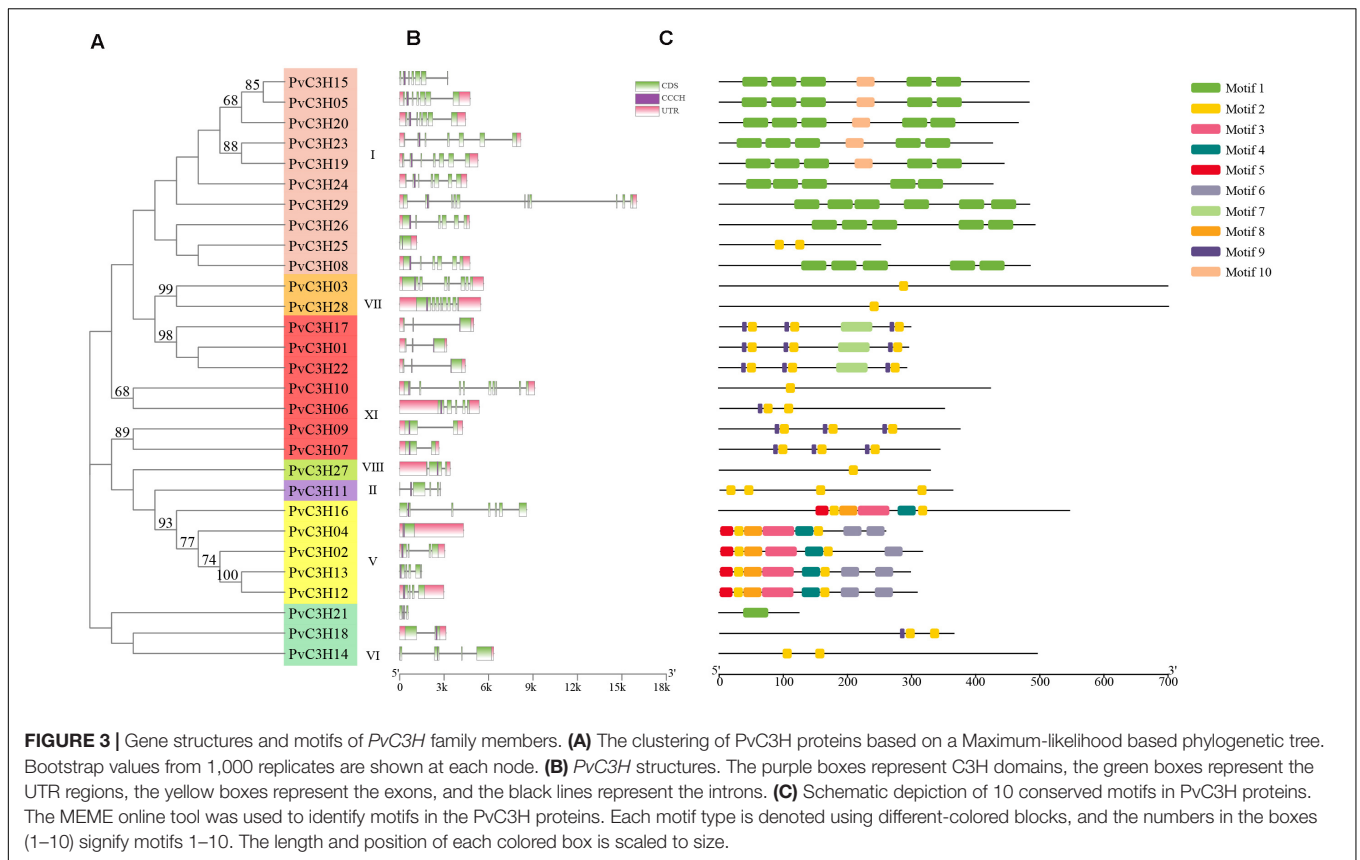 A
B
C
85
68
88
99
98
68
89
93
77
74
100
PvC3H15
PvC3H05
PvC3H20
PvC3H23
PvC3H19
PvC3H24
PvC3H29
PvC3H26
PvC3H25
PvC3H08
PvC3H03
PvC3H28
PvC3H17
PvC3H01
PvC3H22
PvC3H10
PvC3H06
PvC3H09
PvC3H07
PvC3H27
PvC3H11
PvC3H16
PvC3H04
PvC3H02
PvC3H13
PvC3H12
PvC3H21
PvC3H18
PvC3H14
I
VII
XI
VIII
II
V
VI
CDS
CCCH
UTR
5' 3'
0 3k 6k 9k 12k 15k 18k
Motif 1
Motif 2
Motif 3
Motif 4
Motif 5
Motif 6
Motif 7
Motif 8
Motif 9
Motif 10
5' 3'
0 100 200 300 400 500 600 700
FIGURE 3 | Gene structures and motifs of PvC3H family members. (A) The clustering of PvC3H proteins based on a Maximum-likelihood based phylogenetic tree.
Bootstrap values from 1,000 replicates are shown at each node. (B) PvC3H structures. The purple boxes represent C3H domains, the green boxes represent the
UTR regions, the yellow boxes represent the exons, and the black lines represent the introns. (C) Schematic depiction of 10 conserved motifs in PvC3H proteins.
The MEME online tool was used to identify motifs in the PvC3H proteins. Each motif type is denoted using different-colored blocks, and the numbers in the boxes
(1–10) signify motifs 1–10. The length and position of each colored box is scaled to size.